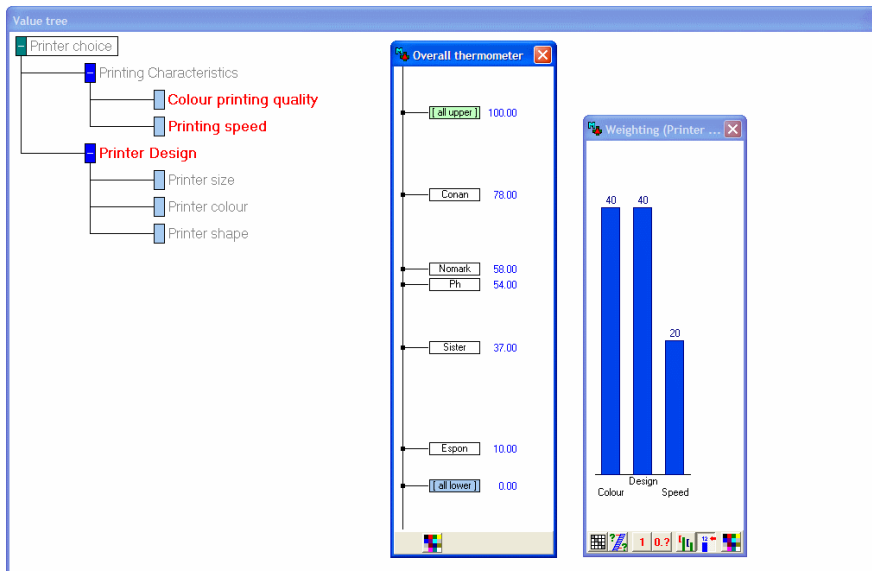 Value tree
Printer choice
Printing Characteristics
Colour printing quality
Printing speed
Printer Design
Printer size
Printer colour
Printer shape
Overall thermometer
[ all upper ] 100.00
Conan 78.00
Nomark 58.00
Ph 54.00
Sister 37.00
Espon 10.00
[ all lower ] 0.00
Weighting (Printer ...
40 40
20
Design
Colour Speed
1 0.?
12